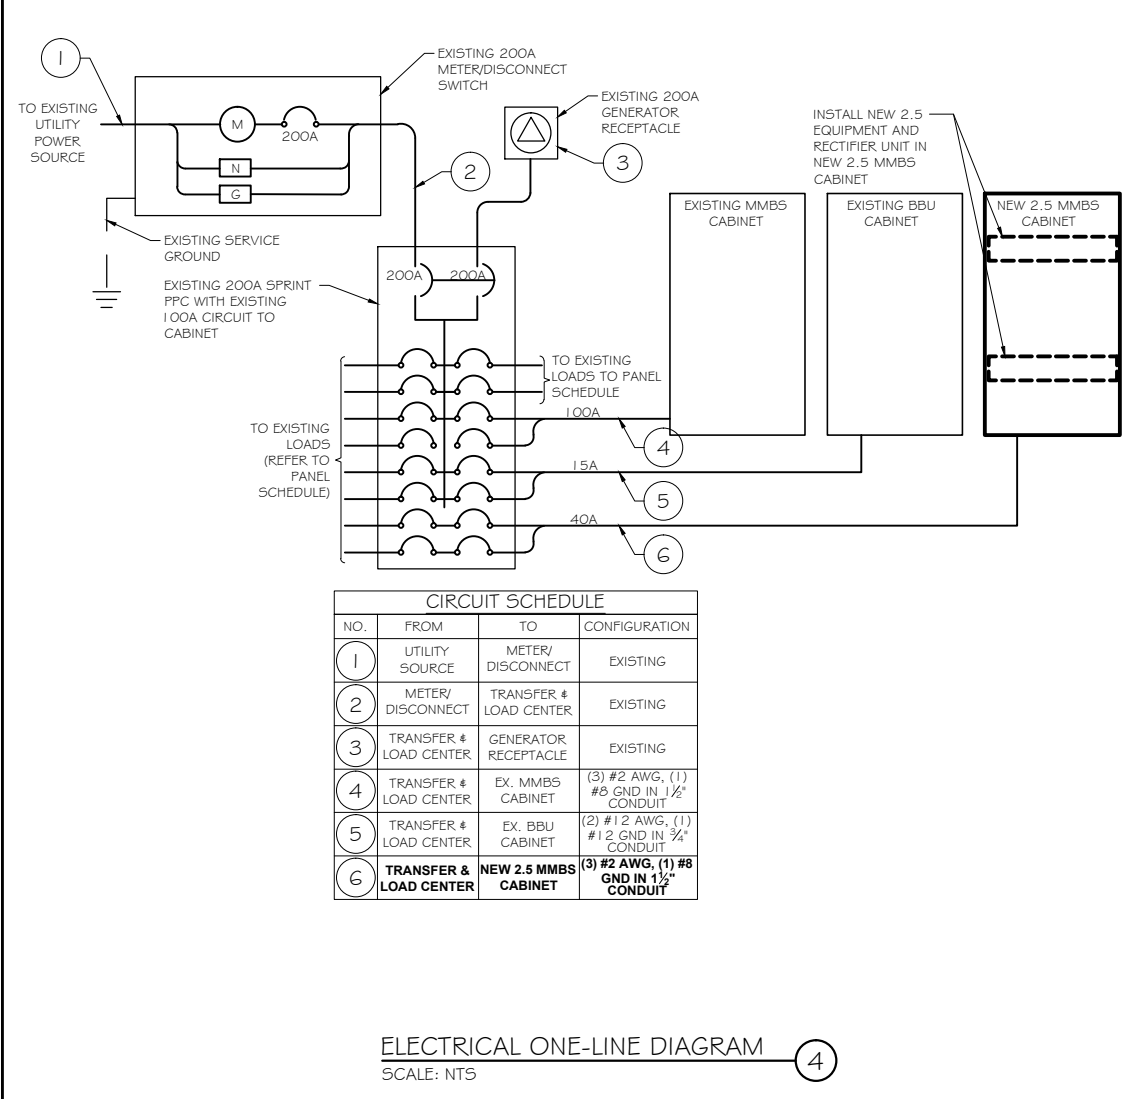 1
EXISTING 200A
METER/DISCONNECT
SWITCH
TO EXISTING
UTILITY
POWER
SOURCE
M
200A
N
G
2
EXISTING 200A
GENERATOR
RECEPTACLE
3
INSTALL NEW 2.5
EQUIPMENT AND
RECTIFIER UNIT IN
NEW 2.5 MMBS
CABINET
EXISTING MMBS
CABINET
EXISTING BBU
CABINET
NEW 2.5 MMBS
CABINET
EXISTING SERVICE
GROUND
EXISTING 200A SPRINT
PPC WITH EXISTING
100A CIRCUIT TO
CABINET
200A
200A
TO EXISTING
LOADS TO PANEL
SCHEDULE
TO EXISTING
LOADS
(REFER TO
PANEL
SCHEDULE)
100A
4
15A
5
40A
6
CIRCUIT SCHEDULE
NO. FROM TO CONFIGURATION
1 UTILITY SOURCE METER/ DISCONNECT EXISTING
2 METER/ DISCONNECT TRANSFER & LOAD CENTER EXISTING
3 TRANSFER & LOAD CENTER GENERATOR RECEPTACLE EXISTING
4 TRANSFER & LOAD CENTER EX. MMBS CABINET (3) #2 AWG, (1) #8 GND IN 1½" CONDUIT
5 TRANSFER & LOAD CENTER EX. BBU CABINET (2) #12 AWG, (1) #12 GND IN ¾" CONDUIT
6 TRANSFER & LOAD CENTER NEW 2.5 MMBS CABINET (3) #2 AWG, (1) #8 GND IN 1½" CONDUIT
ELECTRICAL ONE-LINE DIAGRAM
4
SCALE: NTS